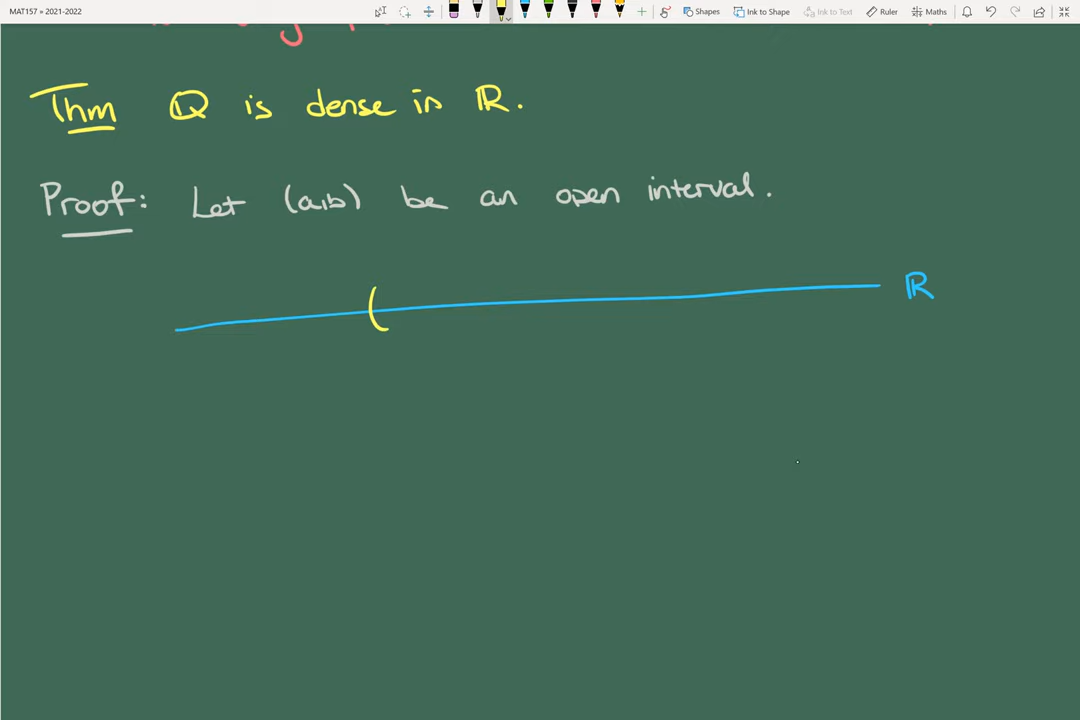 MAT157 » 2021-2022
Shapes
Ink to Shape
Ink to Text
Ruler
Maths
Thm ℚ is dense in ℝ.
Proof: Let (a,b) be an open interval.
( ℝ